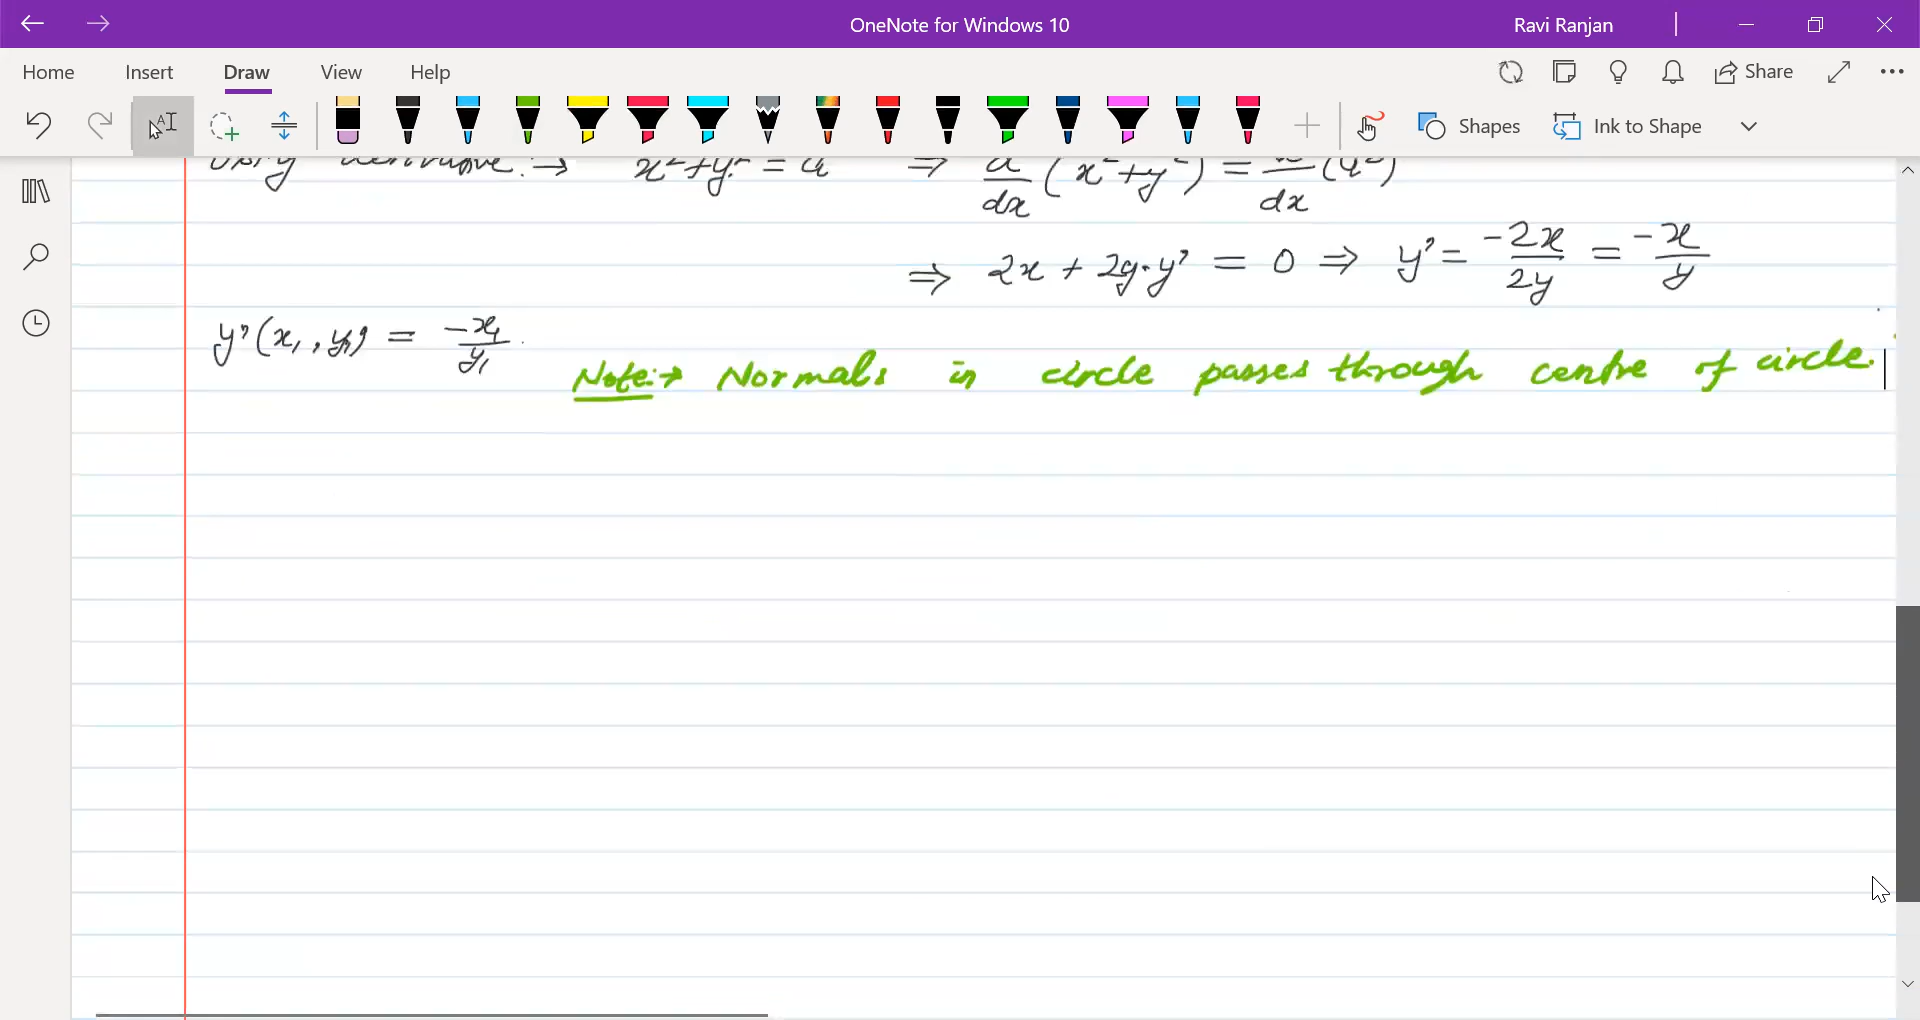 OneNote for Windows 10
Ravi Ranjan
Home Insert Draw View Help
Share
Shapes Ink to Shape
derivative :→ x²+y² = a ⇒ d/dx (x²+y²) = d/dx (a²)
⇒ 2x + 2y·y' = 0 ⇒ y' = -2x/2y = -x/y
y'(x₁, y₁) = -x₁/y₁
Note:→ Normals in circle passes through centre of circle.